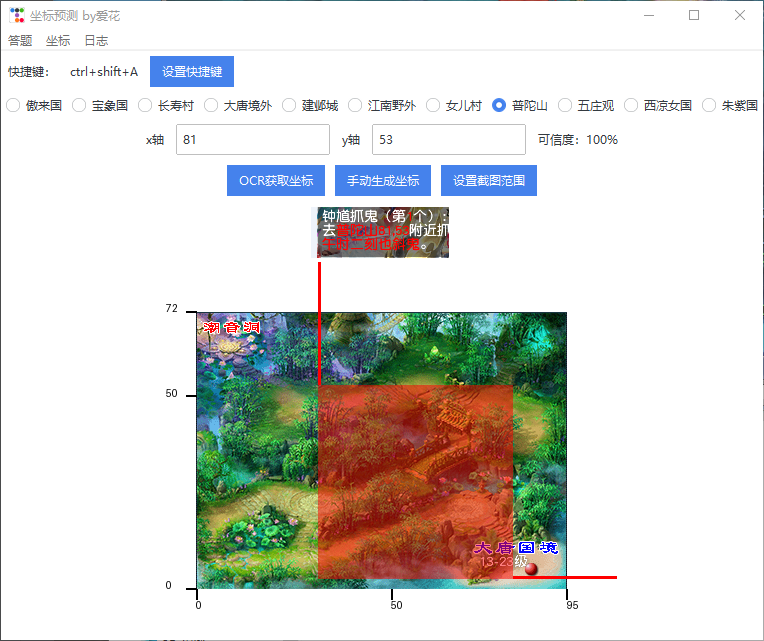 坐标预测 by爱花
答题 坐标 日志
快捷键： ctrl+shift+A 设置快捷键
傲来国 宝象国 长寿村 大唐境外 建邺城 江南野外 女儿村 普陀山 五庄观 西凉女国 朱紫国
x轴 81 y轴 53 可信度：100%
OCR获取坐标 手动生成坐标 设置截图范围
钟馗抓鬼（第 个）：
去普陀山81,53附近抓
。
72
潮音洞
50
大唐国境
13-23级
0
0 50 95